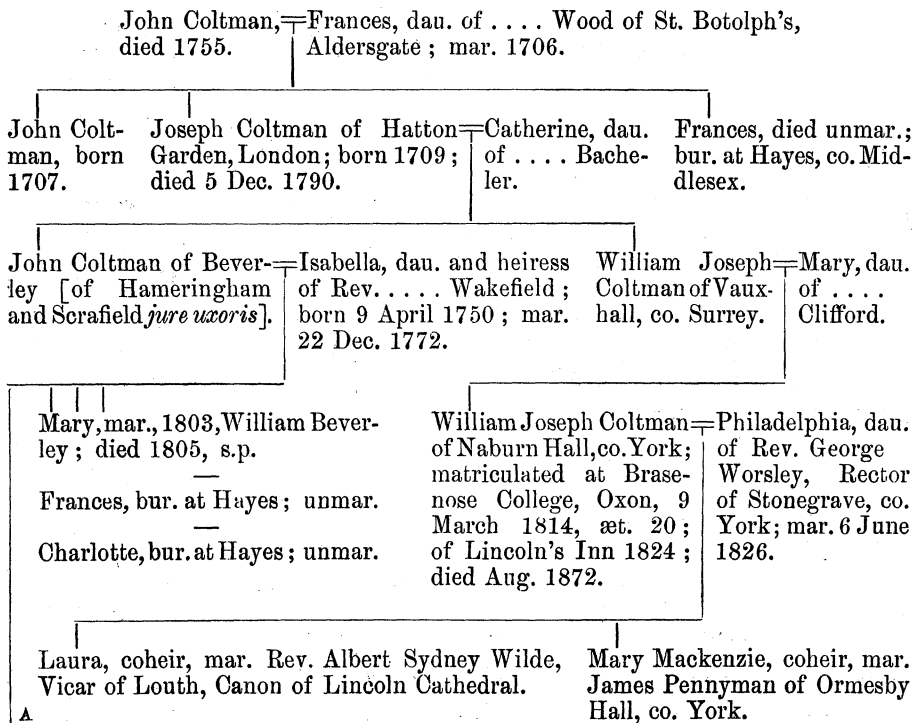 John Coltman,=Frances, dau. of . . . . Wood of St. Botolph's,
died 1755. Aldersgate ; mar. 1706.
John Colt-
man, born
1707.
Joseph Coltman of Hatton=Catherine, dau.
Garden, London ; born 1709 ; of . . . . Bache-
died 5 Dec. 1790. ler.
Frances, died unmar.;
bur. at Hayes, co. Mid-
dlesex.
John Coltman of Bever-=Isabella, dau. and heiress
ley [of Hameringham of Rev. . . . . . Wakefield ;
and Scrafield jure uxoris]. born 9 April 1750 ; mar.
22 Dec. 1772.
William Joseph=Mary, dau.
Coltman of Vaux- of . . . .
hall, co. Surrey. Clifford.
Mary, mar., 1803, William Bever-
ley ; died 1805, s.p.
—
Frances, bur. at Hayes ; unmar.
—
Charlotte, bur. at Hayes ; unmar.
William Joseph Coltman=Philadelphia, dau.
of Naburn Hall, co. York; of Rev. George
matriculated at Brase- Worsley, Rector
nose College, Oxon, 9 of Stonegrave, co.
March 1814, æt. 20 ; York; mar. 6 June
of Lincoln's Inn 1824 ; 1826.
died Aug. 1872.
Laura, coheir, mar. Rev. Albert Sydney Wilde,
Vicar of Louth, Canon of Lincoln Cathedral.
Mary Mackenzie, coheir, mar.
James Pennyman of Ormesby
Hall, co. York.
A